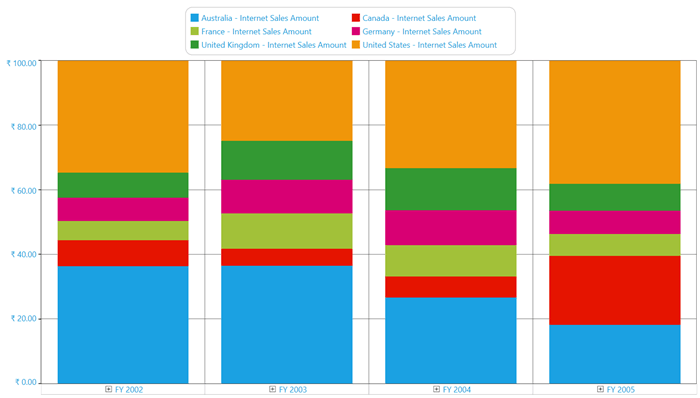 Australia - Internet Sales Amount Canada - Internet Sales Amount
France - Internet Sales Amount Germany - Internet Sales Amount
United Kingdom - Internet Sales Amount United States - Internet Sales Amount
₹ 100.00
₹ 80.00
₹ 60.00
₹ 40.00
₹ 20.00
₹ 0.00
FY 2002 FY 2003 FY 2004 FY 2005